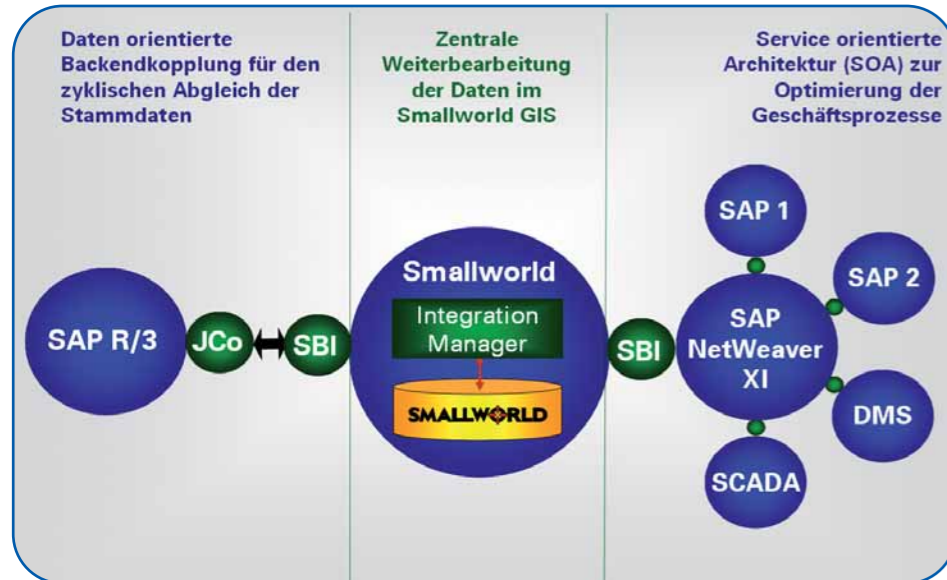 Daten orientierte
Backendkopplung für den
zyklischen Abgleich der
Stammdaten
Zentrale
Weiterbearbeitung
der Daten im
Smallworld GIS
Service orientierte
Architektur (SOA) zur
Optimierung der
Geschäftsprozesse
SAP R/3
JCo
SBI
Smallworld
Integration
Manager
SMALLWORLD
SBI
SAP
NetWeaver
XI
SAP 1
SAP 2
DMS
SCADA